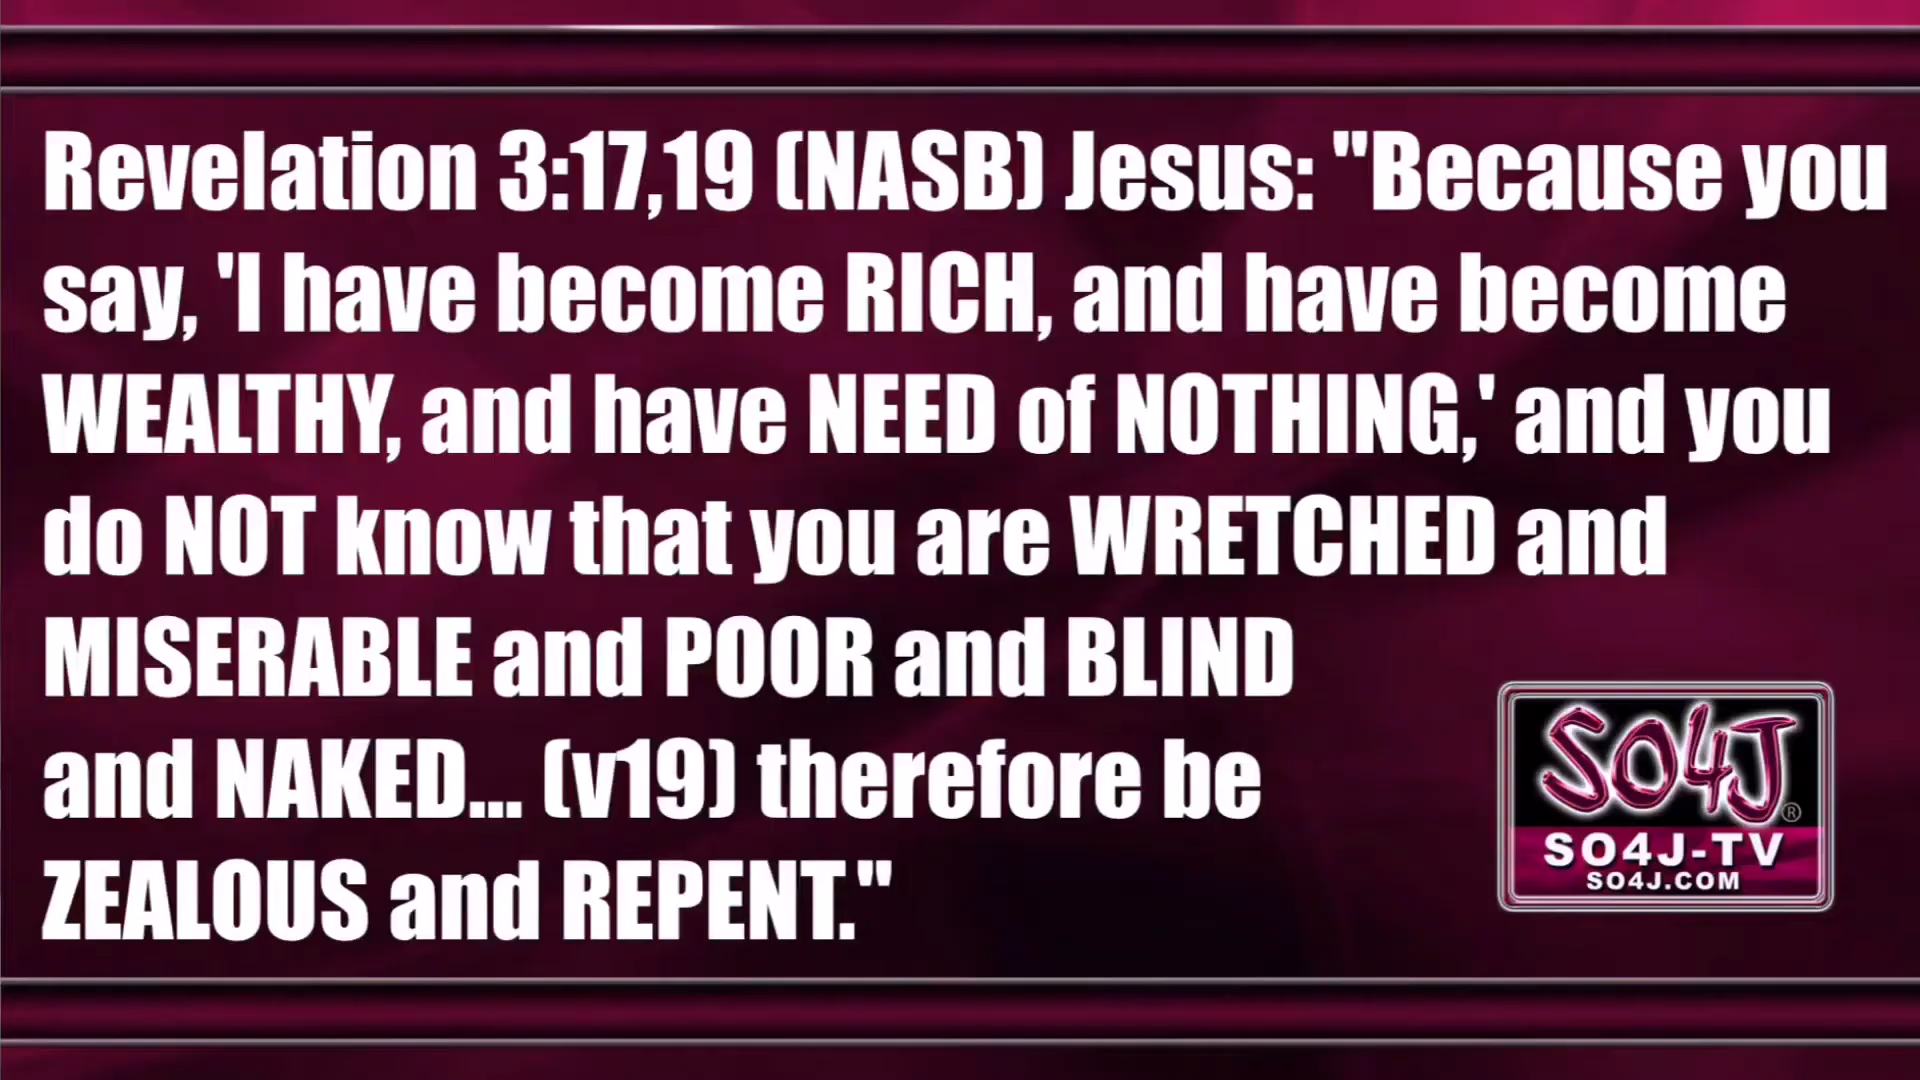 Revelation 3:17,19 (NASB) Jesus: "Because you
say, 'I have become RICH, and have become
WEALTHY, and have NEED of NOTHING,' and you
do NOT know that you are WRETCHED and
MISERABLE and POOR and BLIND
and NAKED... (v19) therefore be
ZEALOUS and REPENT."
SO4J®
SO4J-TV
SO4J.COM